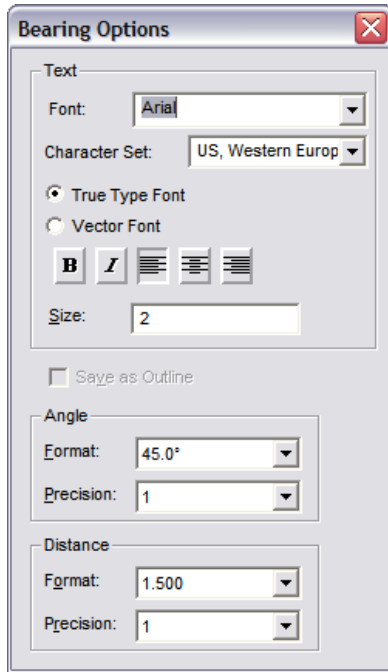 Bearing Options
Text
Font: Arial
Character Set: US, Western Europ
True Type Font
Vector Font
B I
Size: 2
Save as Outline
Angle
Format: 45.0°
Precision: 1
Distance
Format: 1.500
Precision: 1